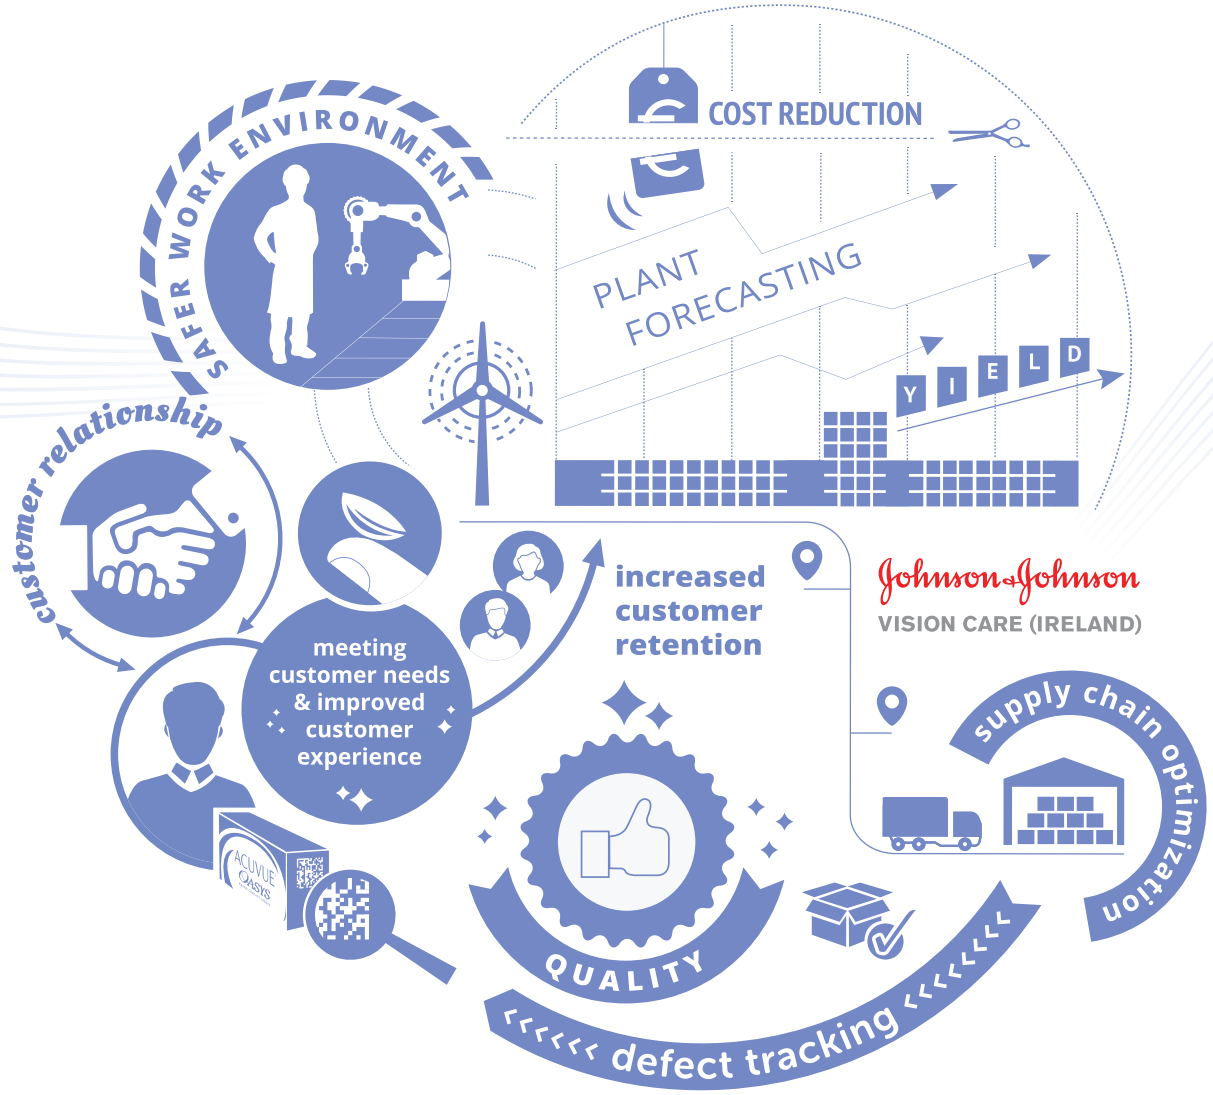 COST REDUCTION
SAFER WORK ENVIRONMENT
PLANT
FORECASTING
YIELD
customer relationship
increased
customer
retention
Johnson & Johnson
VISION CARE (IRELAND)
meeting
customer needs
& improved
customer
experience
supply chain optimization
ACUVUE
OASYS
QUALITY
defect tracking